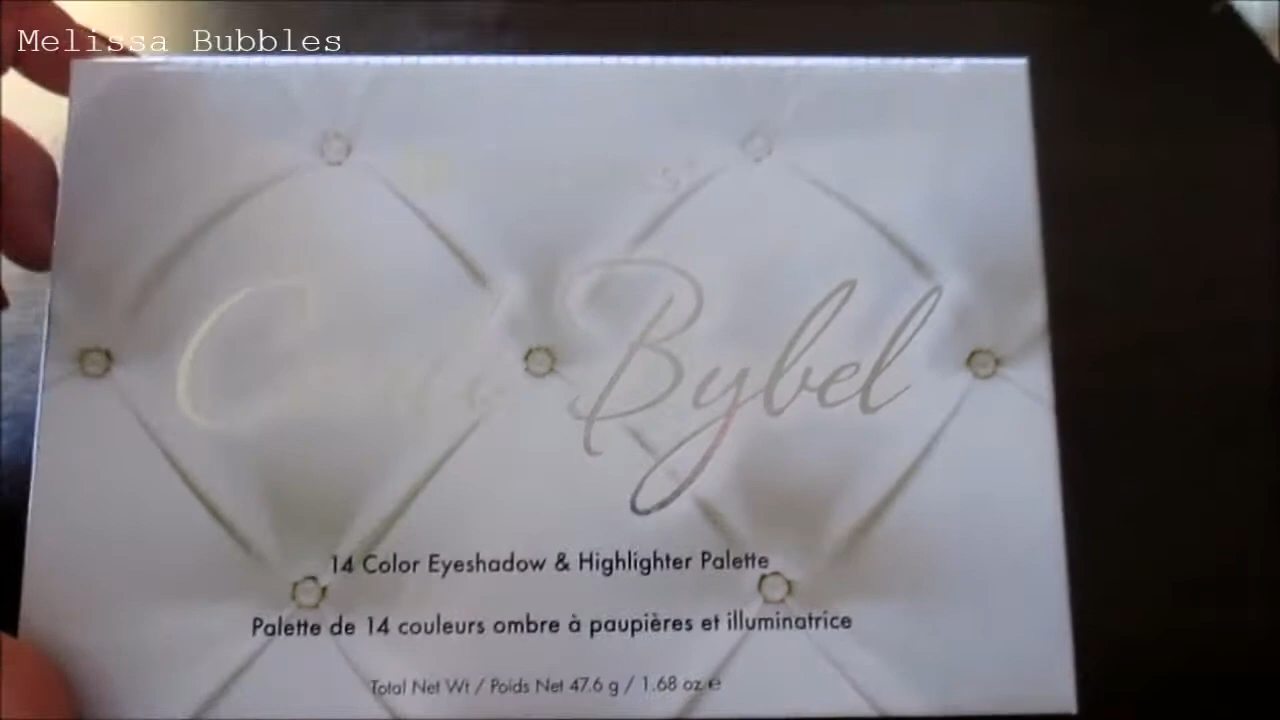 Melissa Bubbles
Bybel
14 Color Eyeshadow & Highlighter Palette
Palette de 14 couleurs ombre à paupières et illuminatrice
Total Net Wt / Poids Net 47.6 g / 1.68 oz e